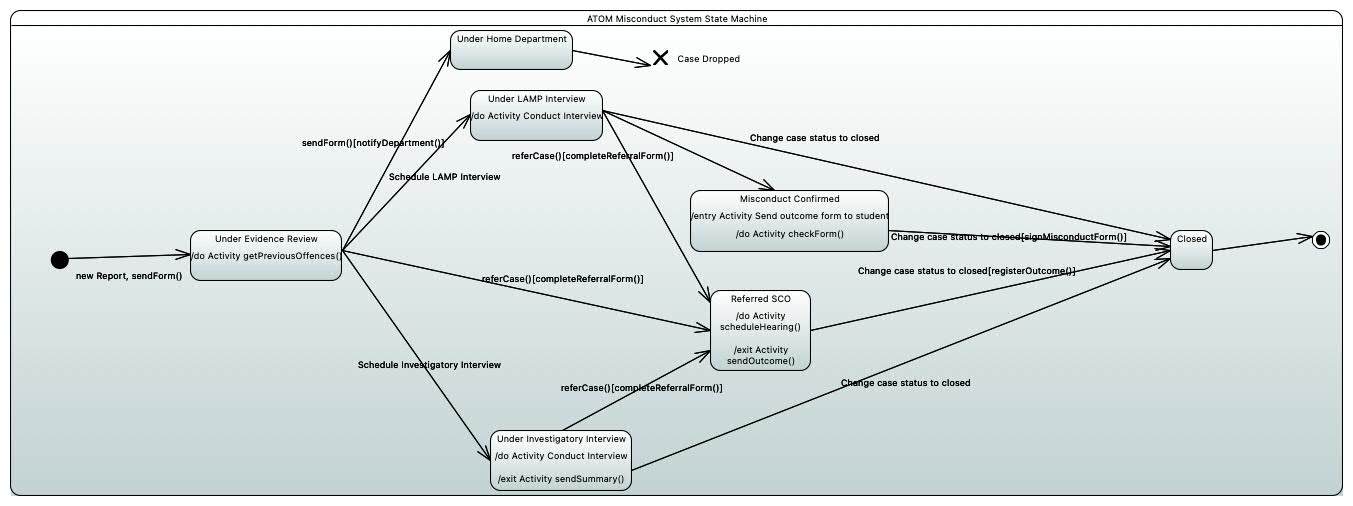 ATOM Misconduct System State Machine
Under Home Department
Case Dropped
Under LAMP Interview
/do Activity Conduct Interview
Change case status to closed
sendForm()[notifyDepartment()]
referCase()[completeReferralForm()]
Schedule LAMP Interview
Misconduct Confirmed
/entry Activity Send outcome form to student
/do Activity checkForm()
Under Evidence Review
/do Activity getPreviousOffences()
Change case status to closed[signMisconductForm()]
Closed
new Report, sendForm()
referCase()[completeReferralForm()]
Change case status to closed[registerOutcome()]
Referred SCO
/do Activity
scheduleHearing()
/exit Activity
sendOutcome()
Schedule Investigatory Interview
referCase()[completeReferralForm()]
Change case status to closed
Under Investigatory Interview
/do Activity Conduct Interview
/exit Activity sendSummary()